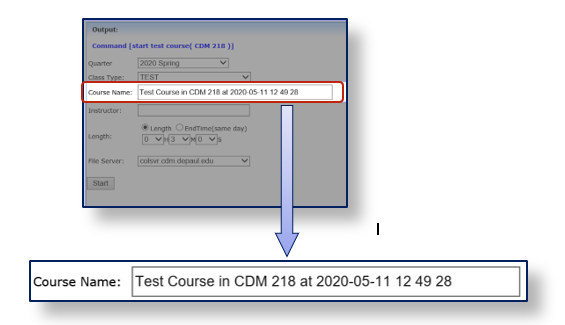 Output:
Command [start test course( CDM 218 )]
Quarter 2020 Spring
Class Type: TEST
Course Name: Test Course in CDM 218 at 2020-05-11 12 49 28
Instructor:
Length EndTime(same day)
Length: 0 H 3 M 0 S
File Server: colsvr.cdm.depaul.edu
Start
Course Name: Test Course in CDM 218 at 2020-05-11 12 49 28